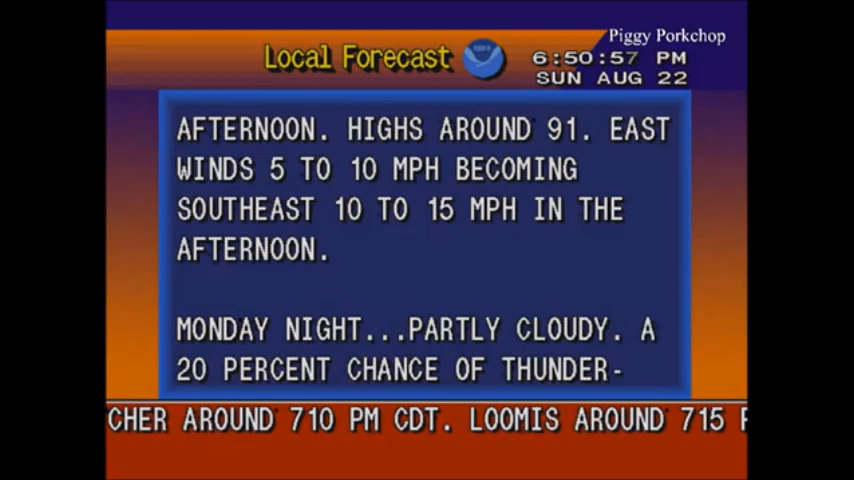 Piggy Porkchop
Local Forecast
6:50:57 PM
SUN AUG 22
AFTERNOON. HIGHS AROUND 91. EAST
WINDS 5 TO 10 MPH BECOMING
SOUTHEAST 10 TO 15 MPH IN THE
AFTERNOON.
MONDAY NIGHT...PARTLY CLOUDY. A
20 PERCENT CHANCE OF THUNDER-
CHER AROUND 710 PM CDT. LOOMIS AROUND 715 P